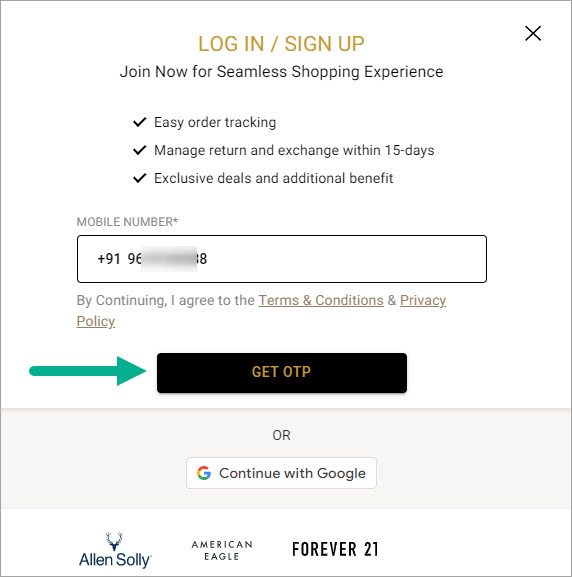 LOG IN / SIGN UP
Join Now for Seamless Shopping Experience
Easy order tracking
Manage return and exchange within 15-days
Exclusive deals and additional benefit
MOBILE NUMBER*
+91 96 38
By Continuing, I agree to the Terms & Conditions & Privacy
Policy
GET OTP
OR
Continue with Google
Allen Solly
AMERICAN
EAGLE
FOREVER 21